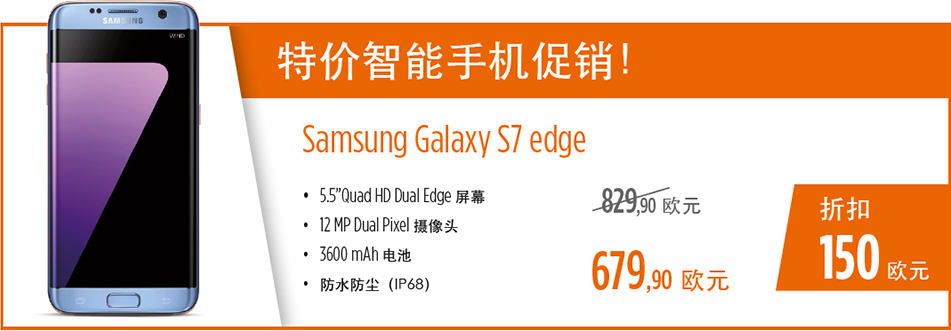 SAMSUNG
WIND
特价智能手机促销！
Samsung Galaxy S7 edge
• 5.5”Quad HD Dual Edge 屏幕
• 12 MP Dual Pixel 摄像头
• 3600 mAh 电池
• 防水防尘（IP68）
829,90 欧元
679,90 欧元
折扣
150 欧元